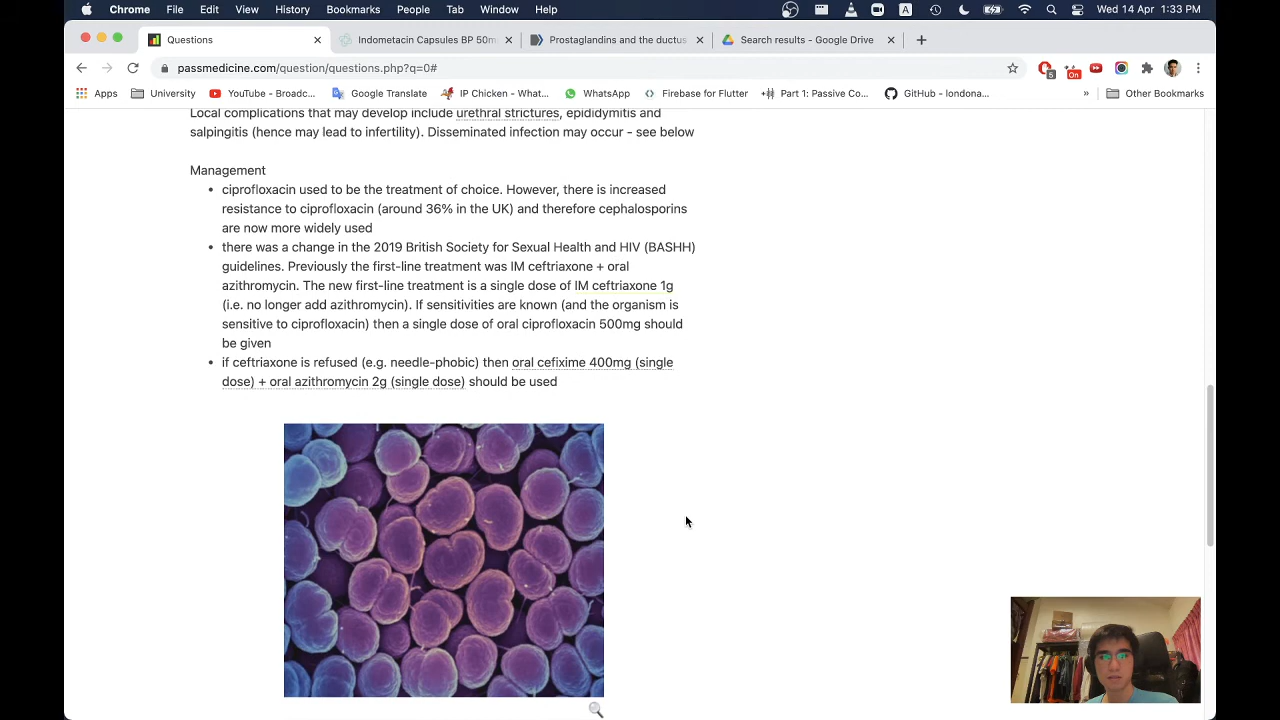 Chrome File Edit View History Bookmarks People Tab Window Help
Wed 14 Apr 1:33 PM
Questions
Indometacin Capsules BP 50m
Prostaglandins and the ductus
Search results - Google Drive
passmedicine.com/question/questions.php?q=0#
5
On
Apps University YouTube - Broadc... Google Translate IP Chicken - What... WhatsApp Firebase for Flutter Part 1: Passive Co... GitHub - londona... » Other Bookmarks
Local complications that may develop include urethral strictures, epididymitis and
salpingitis (hence may lead to infertility). Disseminated infection may occur - see below
Management
• ciprofloxacin used to be the treatment of choice. However, there is increased
resistance to ciprofloxacin (around 36% in the UK) and therefore cephalosporins
are now more widely used
• there was a change in the 2019 British Society for Sexual Health and HIV (BASHH)
guidelines. Previously the first-line treatment was IM ceftriaxone + oral
azithromycin. The new first-line treatment is a single dose of IM ceftriaxone 1g
(i.e. no longer add azithromycin). If sensitivities are known (and the organism is
sensitive to ciprofloxacin) then a single dose of oral ciprofloxacin 500mg should
be given
• if ceftriaxone is refused (e.g. needle-phobic) then oral cefixime 400mg (single
dose) + oral azithromycin 2g (single dose) should be used